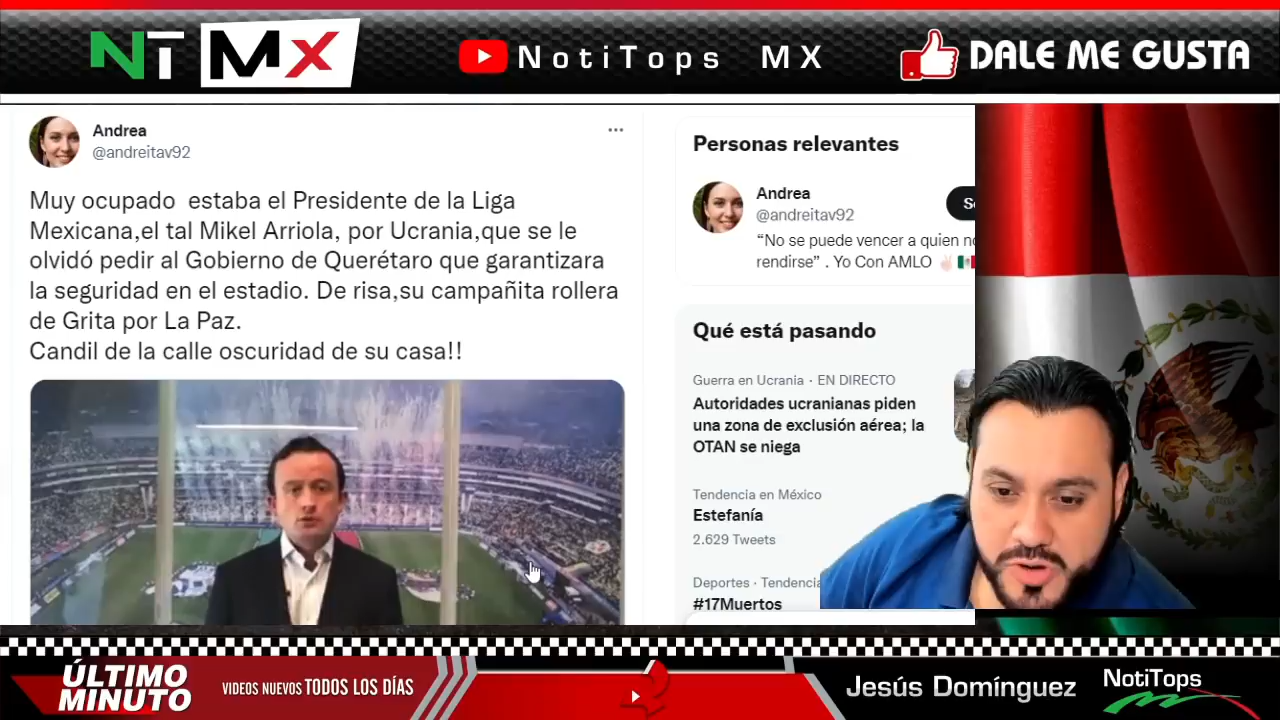 NT MX
NotiTops MX
DALE ME GUSTA
Andrea
@andreitav92
Muy ocupado estaba el Presidente de la Liga
Mexicana,el tal Mikel Arriola, por Ucrania,que se le
olvidó pedir al Gobierno de Querétaro que garantizara
la seguridad en el estadio. De risa,su campañita rollera
de Grita por La Paz.
Candil de la calle oscuridad de su casa!!
Personas relevantes
Andrea
@andreitav92
“No se puede vencer a quien no
rendirse” . Yo Con AMLO
Qué está pasando
Guerra en Ucrania · EN DIRECTO
Autoridades ucranianas piden
una zona de exclusión aérea; la
OTAN se niega
Tendencia en México
Estefanía
2.629 Tweets
Deportes · Tendencia
#17Muertos
ÚLTIMO
MINUTO
VIDEOS NUEVOS TODOS LOS DÍAS
Jesús Domínguez
NotiTops